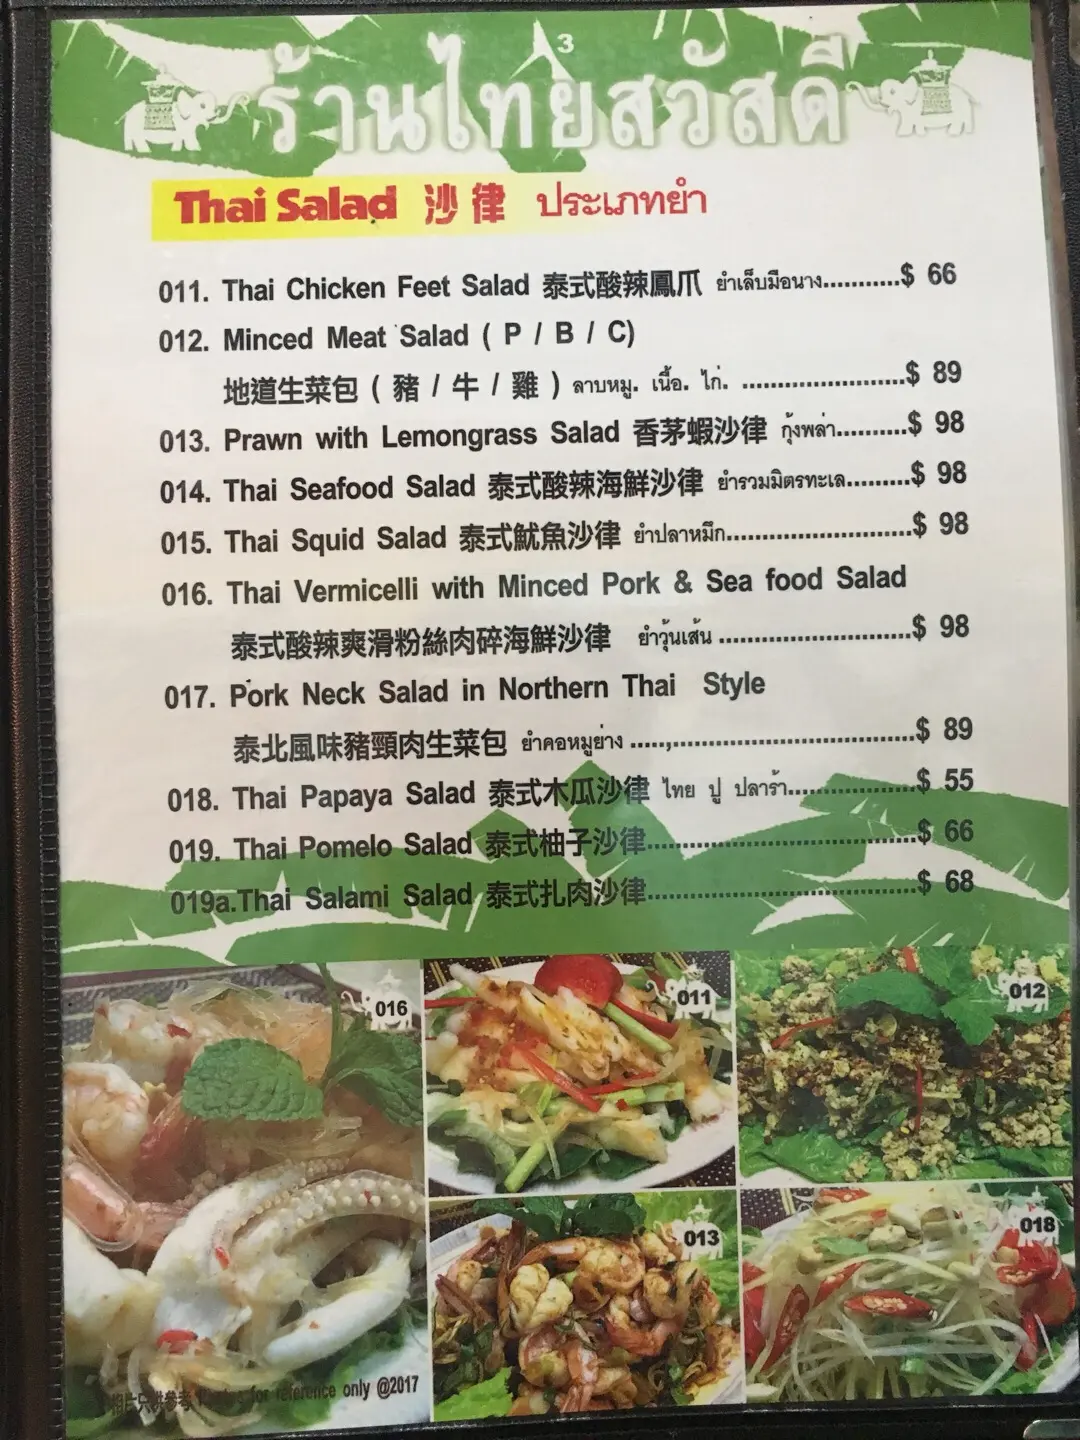 3
ร้านไทยสวัสดี
Thai Salad 沙律 ประเภทยำ
011. Thai Chicken Feet Salad 泰式酸辣鳳爪 ยำเล็บมือนาง...........$ 66
012. Minced Meat Salad ( P / B / C)
地道生菜包 ( 豬 / 牛 / 雞 ) ลาบหมู. เนื้อ. ไก่. ........................$ 89
013. Prawn with Lemongrass Salad 香茅蝦沙律 กุ้งพล่า..........$ 98
014. Thai Seafood Salad 泰式酸辣海鮮沙律 ยำรวมมิตรทะเล.........$ 98
015. Thai Squid Salad 泰式魷魚沙律 ยำปลาหมึก..........................$ 98
016. Thai Vermicelli with Minced Pork & Sea food Salad
泰式酸辣爽滑粉絲肉碎海鮮沙律 ยำวุ้นเส้น ...........................$ 98
017. Pork Neck Salad in Northern Thai Style
泰北風味豬頸肉生菜包 ยำคอหมูย่าง .....,..................................$ 89
018. Thai Papaya Salad 泰式木瓜沙律 ไทย ปู ปลาร้า..................$ 55
019. Thai Pomelo Salad 泰式柚子沙律......................................$ 66
019a.Thai Salami Salad 泰式扎肉沙律......................................$ 68
016
011
012
013
018
相片只供參考 for reference only @2017